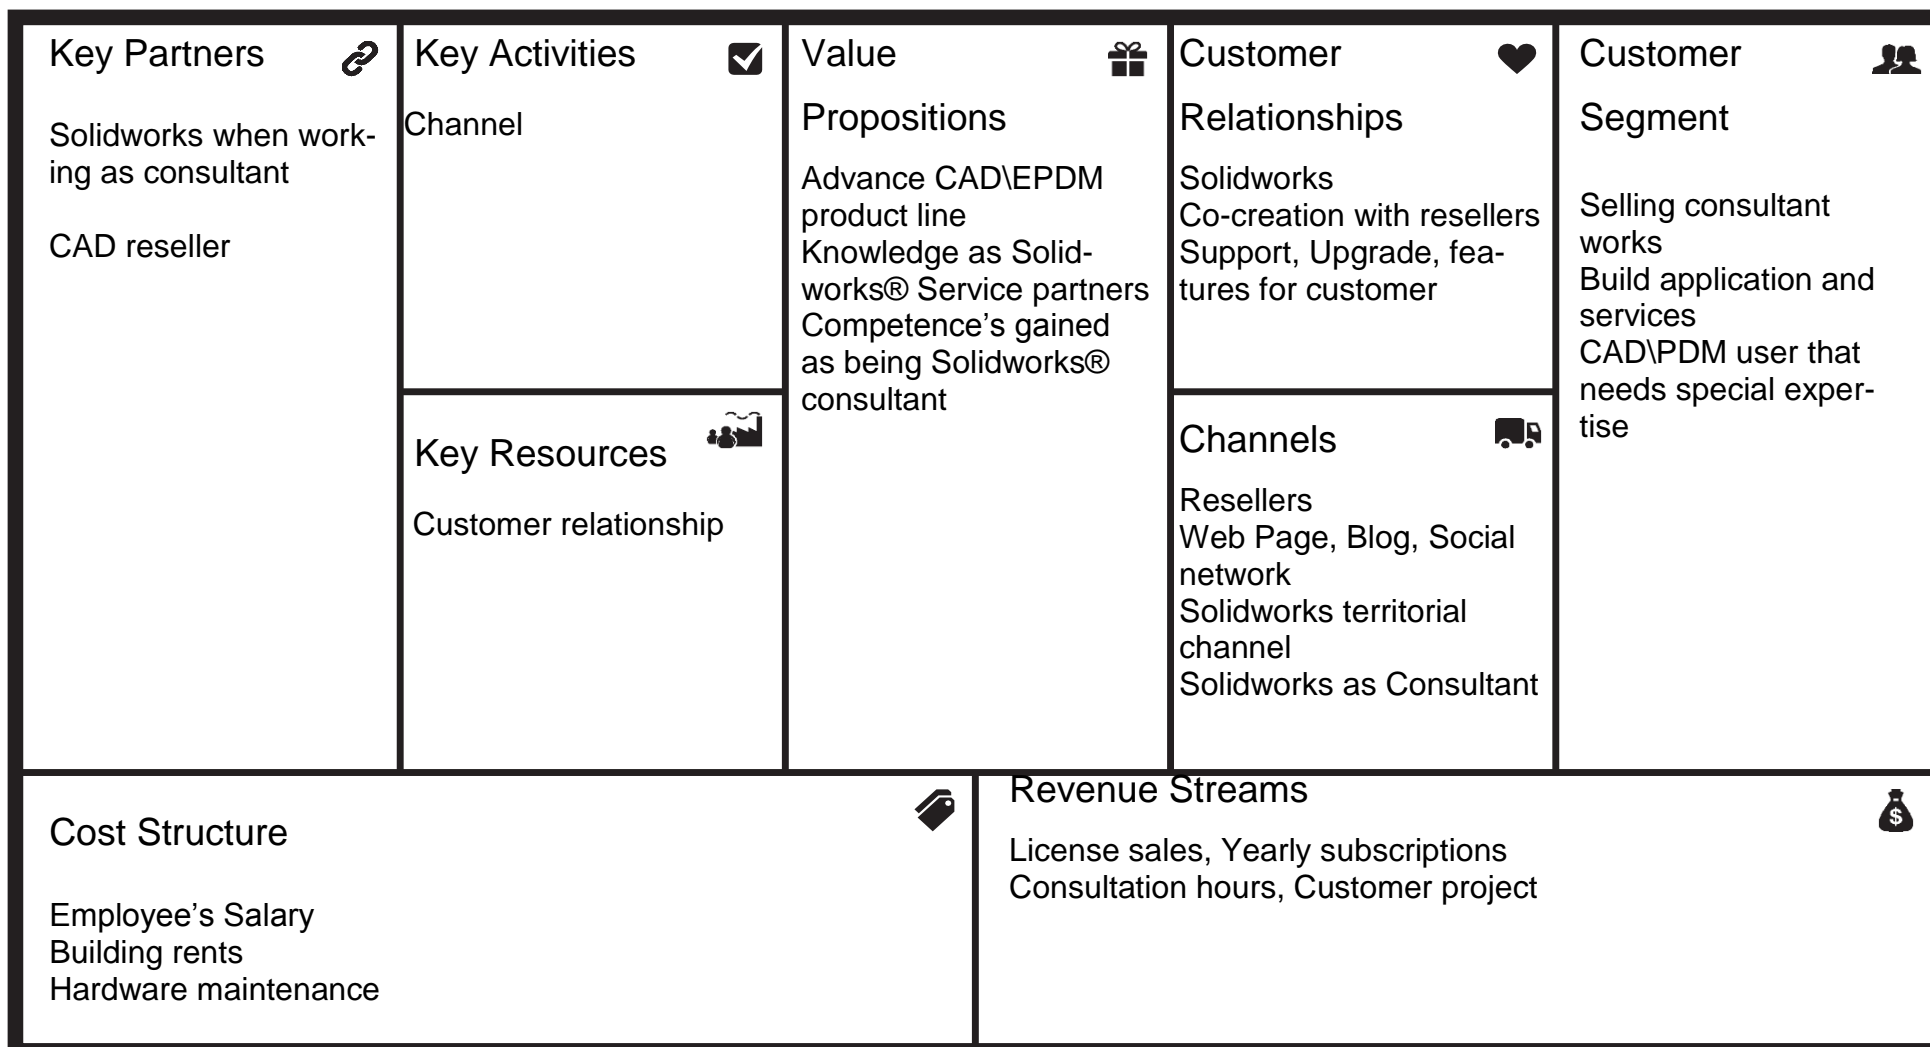 Key Partners
Solidworks when work-
ing as consultant
CAD reseller
Key Activities
Channel
Key Resources
Customer relationship
Value
Propositions
Advance CAD\EPDM
product line
Knowledge as Solid-
works® Service partners
Competence’s gained
as being Solidworks®
consultant
Customer
Relationships
Solidworks
Co-creation with resellers
Support, Upgrade, fea-
tures for customer
Channels
Resellers
Web Page, Blog, Social
network
Solidworks territorial
channel
Solidworks as Consultant
Customer
Segment
Selling consultant
works
Build application and
services
CAD\PDM user that
needs special exper-
tise
Cost Structure
Employee’s Salary
Building rents
Hardware maintenance
Revenue Streams
License sales, Yearly subscriptions
Consultation hours, Customer project
$